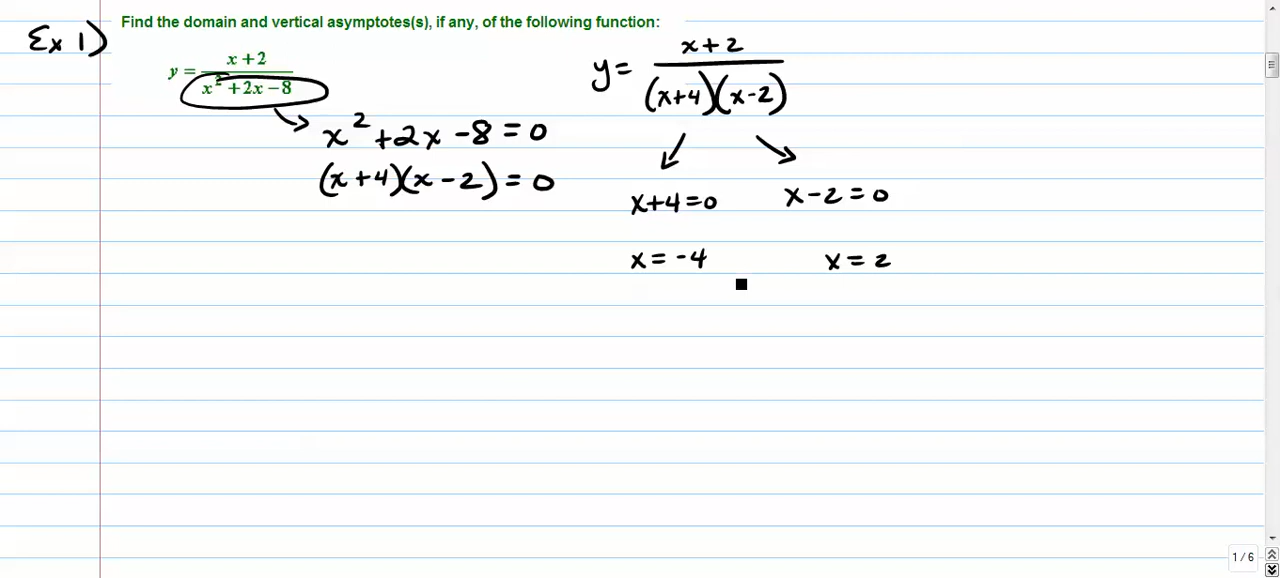 Find the domain and vertical asymptotes(s), if any, of the following function:
Ex 1)
y = x + 2 / x² + 2x − 8
x² + 2x − 8 = 0
(x + 4)(x − 2) = 0
y = x + 2 / (x+4)(x−2)
x+4=0 x−2=0
x = −4 x = 2
1 / 6